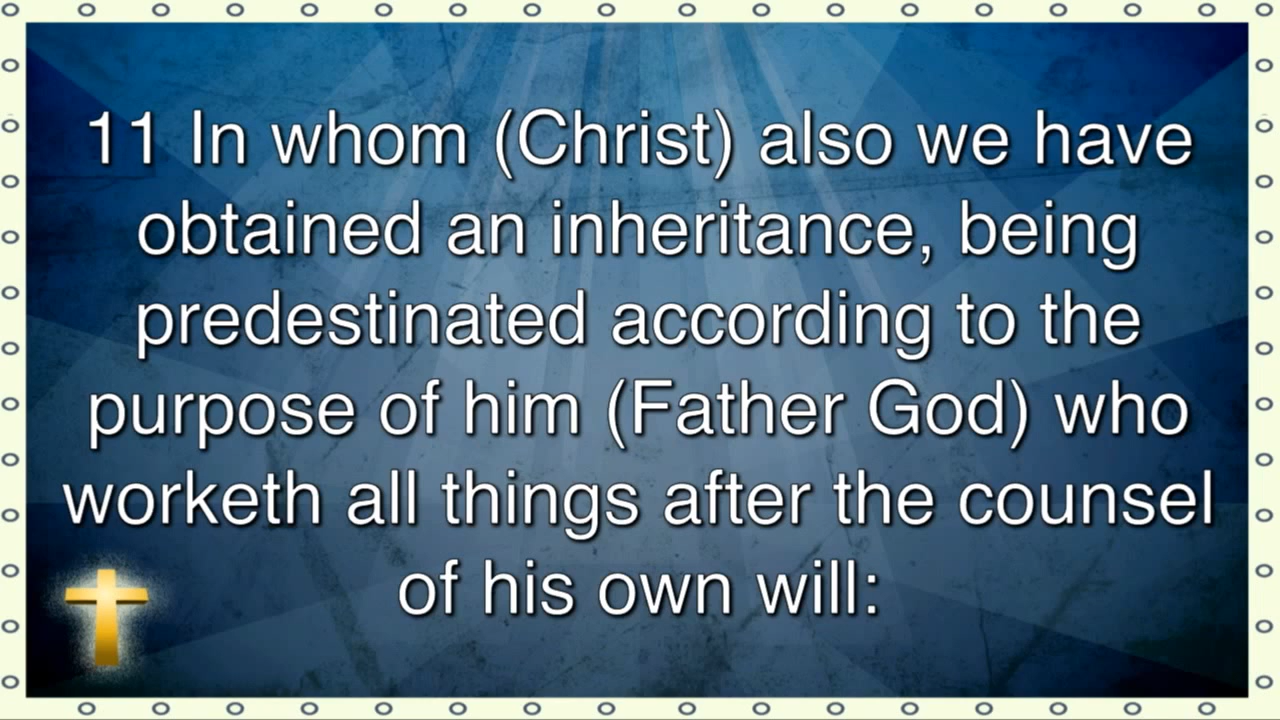 11 In whom (Christ) also we have
obtained an inheritance, being
predestinated according to the
purpose of him (Father God) who
worketh all things after the counsel
of his own will: